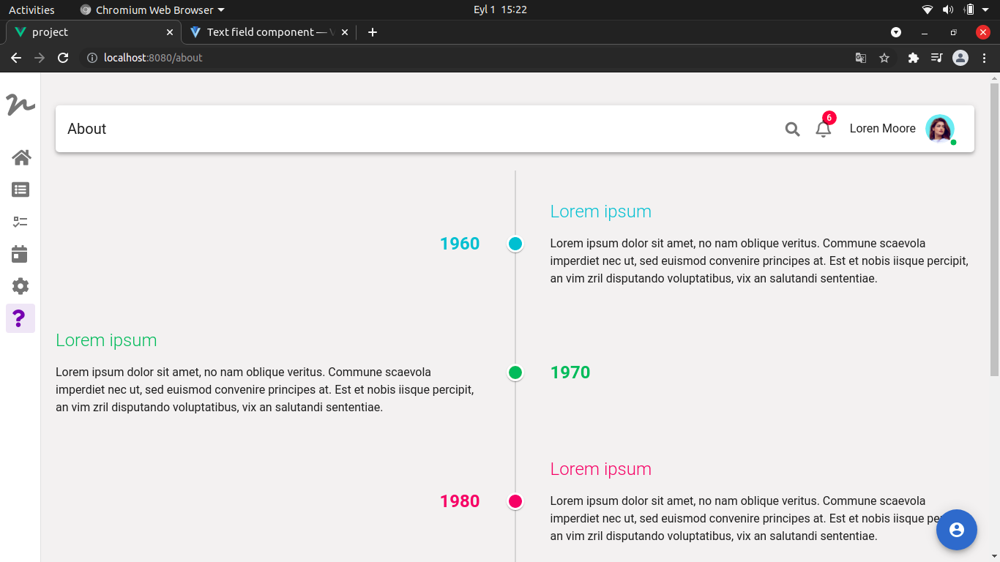 Activities
Chromium Web Browser
Eyl 1 15:22
project
Text field component — V
localhost:8080/about
About
6
Loren Moore
Lorem ipsum
1960
Lorem ipsum dolor sit amet, no nam oblique veritus. Commune scaevola
imperdiet nec ut, sed euismod convenire principes at. Est et nobis iisque percipit,
an vim zril disputando voluptatibus, vix an salutandi sententiae.
Lorem ipsum
Lorem ipsum dolor sit amet, no nam oblique veritus. Commune scaevola
imperdiet nec ut, sed euismod convenire principes at. Est et nobis iisque percipit,
an vim zril disputando voluptatibus, vix an salutandi sententiae.
1970
Lorem ipsum
1980
Lorem ipsum dolor sit amet, no nam oblique veritus. Commune scaevola
imperdiet nec ut, sed euismod convenire principes at. Est et nobis iisque pe
an vim zril disputando voluptatibus, vix an salutandi sententiae.